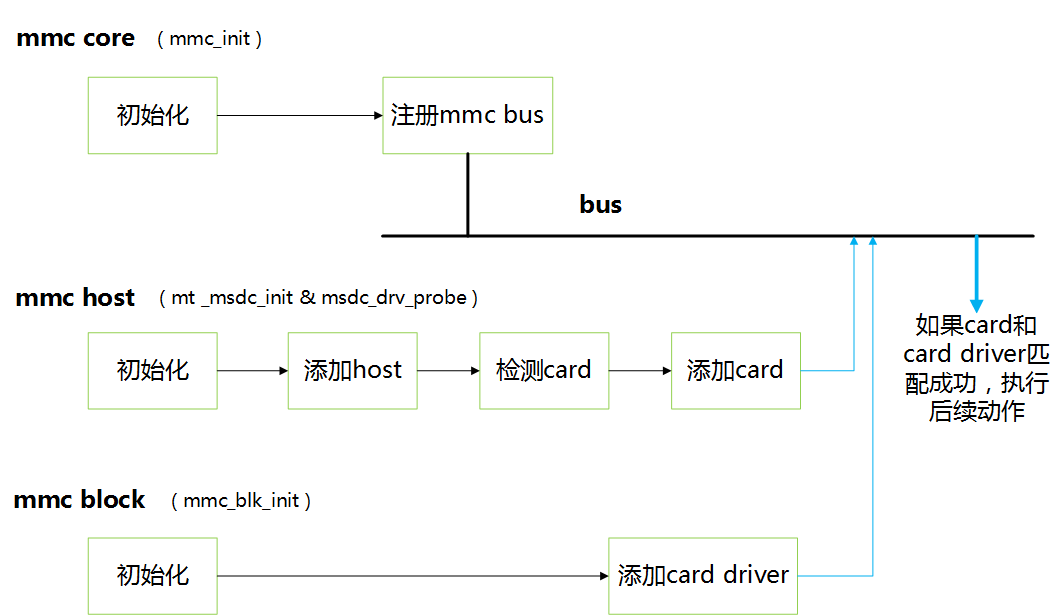 mmc core ( mmc_init )
初始化
注册mmc bus
bus
mmc host ( mt _msdc_init & msdc_drv_probe )
初始化
添加host
检测card
添加card
如果card和
card driver匹
配成功，执行
后续动作
mmc block ( mmc_blk_init )
初始化
添加card driver